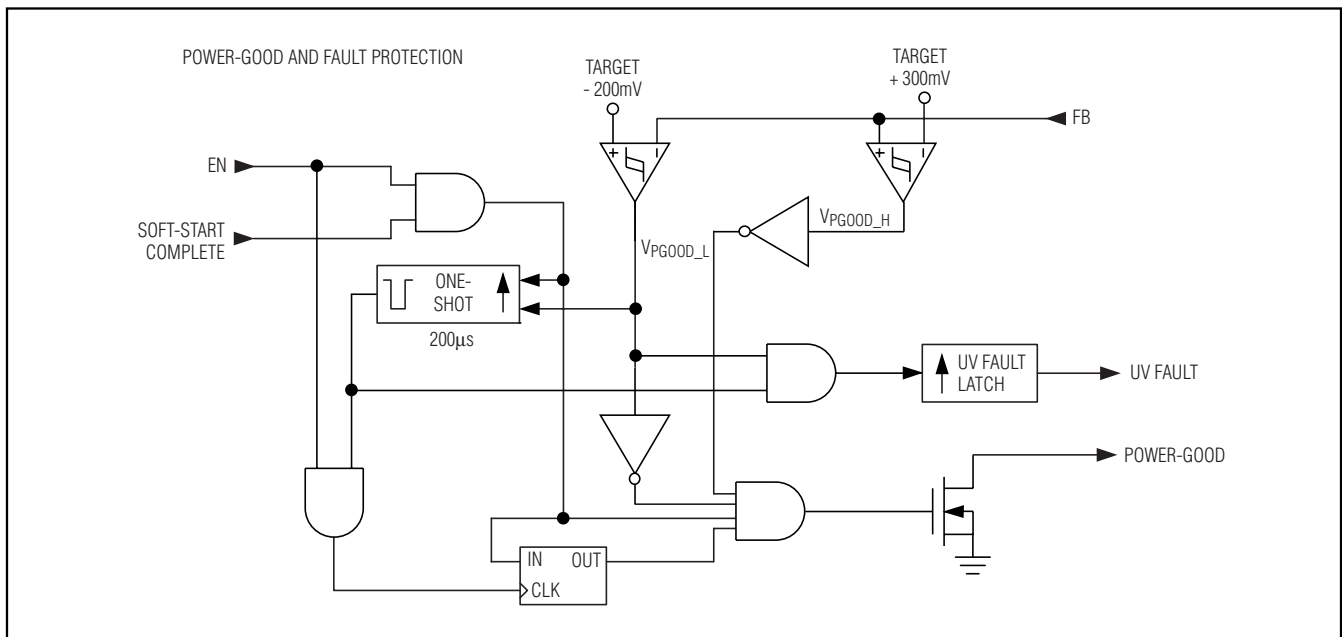 POWER-GOOD AND FAULT PROTECTION
TARGET
- 200mV
TARGET
+ 300mV
FB
+
-
+
-
EN
SOFT-START
COMPLETE
VPGOOD_L
VPGOOD_H
ONE-
SHOT
200μs
UV FAULT
LATCH
UV FAULT
POWER-GOOD
IN
OUT
CLK